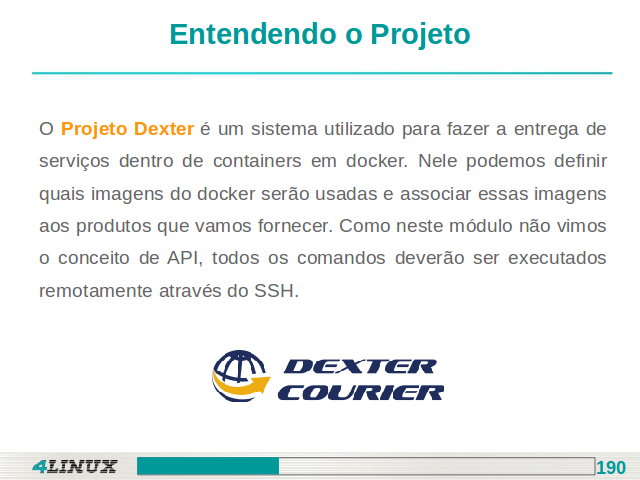 Entendendo o Projeto
O Projeto Dexter é um sistema utilizado para fazer a entrega de
serviços dentro de containers em docker. Nele podemos definir
quais imagens do docker serão usadas e associar essas imagens
aos produtos que vamos fornecer. Como neste módulo não vimos
o conceito de API, todos os comandos deverão ser executados
remotamente através do SSH.
DEXTER
COURIER
4LINUX
190